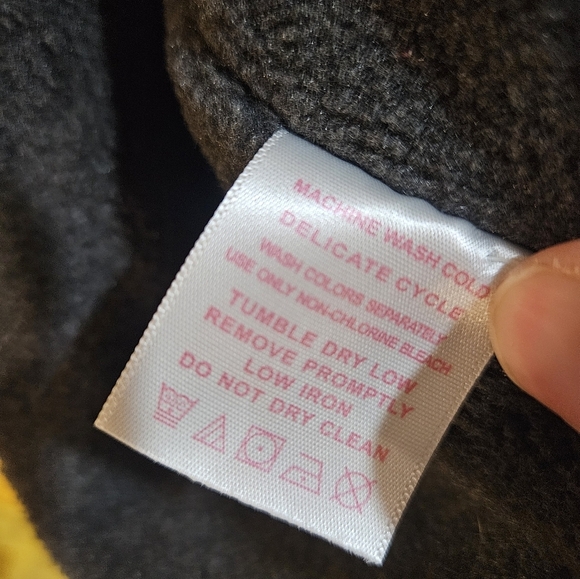 MACHINE WASH COLD
DELICATE CYCLE
WASH COLORS SEPARATELY
USE ONLY NON-CHLORINE BLEACH
TUMBLE DRY LOW
REMOVE PROMPTLY
LOW IRON
DO NOT DRY CLEAN